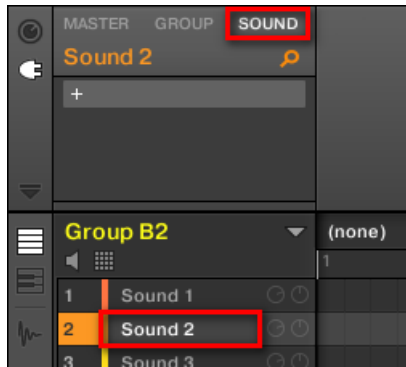 MASTER GROUP SOUND
Sound 2
+
Group B2 (none)
1
1 Sound 1
2 Sound 2
3 Sound 3